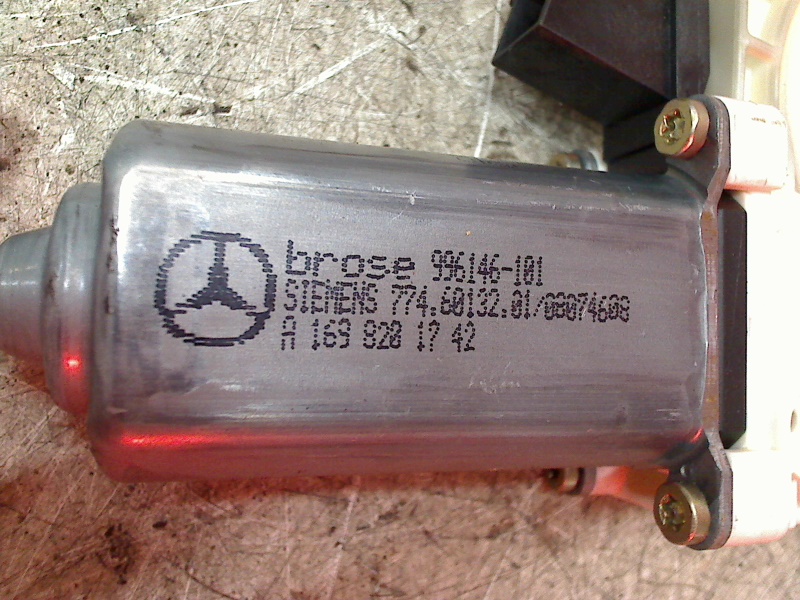 brose 996146-101
SIEMENS 774.60132.01/08074608
A 169 820 17 42